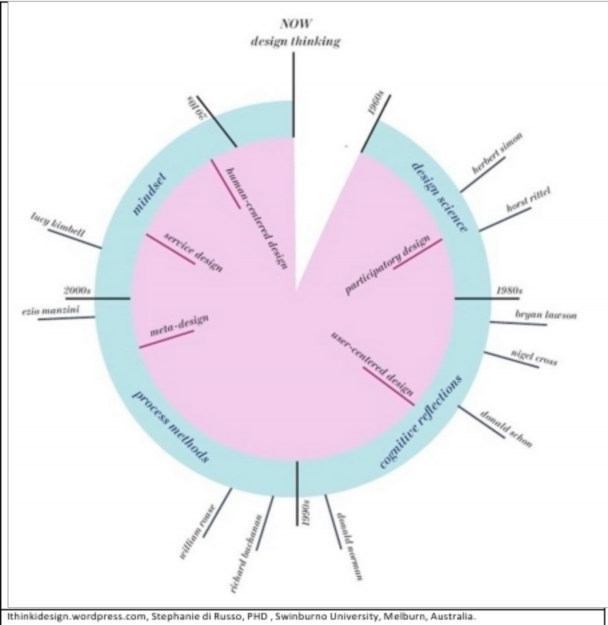 NOW
design thinking
1960s
design science
herbert simon
horst rittel
participatory design
1980s
bryan lawson
nigel cross
user-centered design
cognitive reflections
donald schon
donald norman
1990s
richard buchanan
william rouse
process methods
meta-design
ezio manzini
2000s
lucy kimbell
service design
mindset
human-centered design
2010s
Ithinkidesign.wordpress.com, Stephanie di Russo, PHD , Swinburno University, Melburn, Australia.